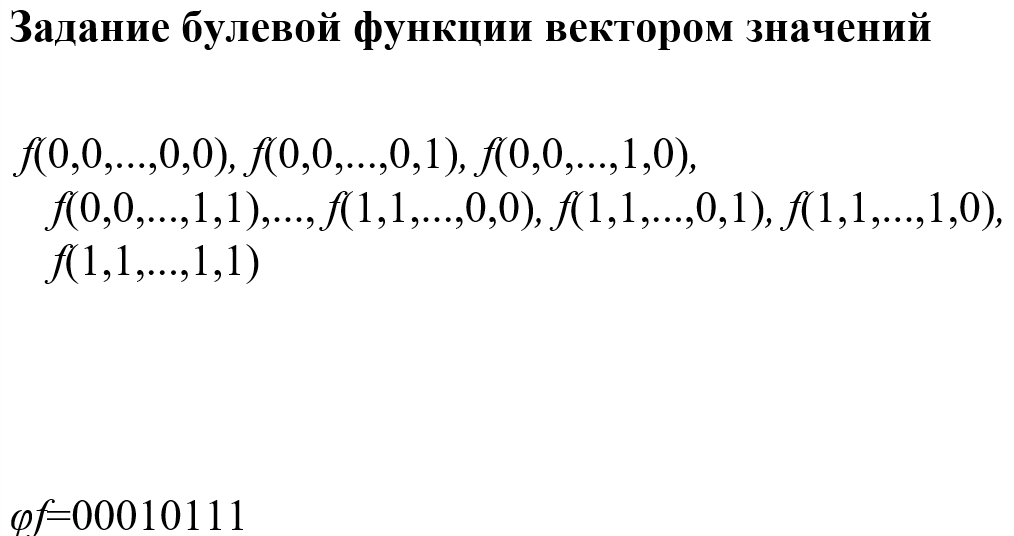 Задание булевой функции вектором значений
f(0,0,...,0,0), f(0,0,...,0,1), f(0,0,...,1,0),
f(0,0,...,1,1),..., f(1,1,...,0,0), f(1,1,...,0,1), f(1,1,...,1,0),
f(1,1,...,1,1)
φf=00010111